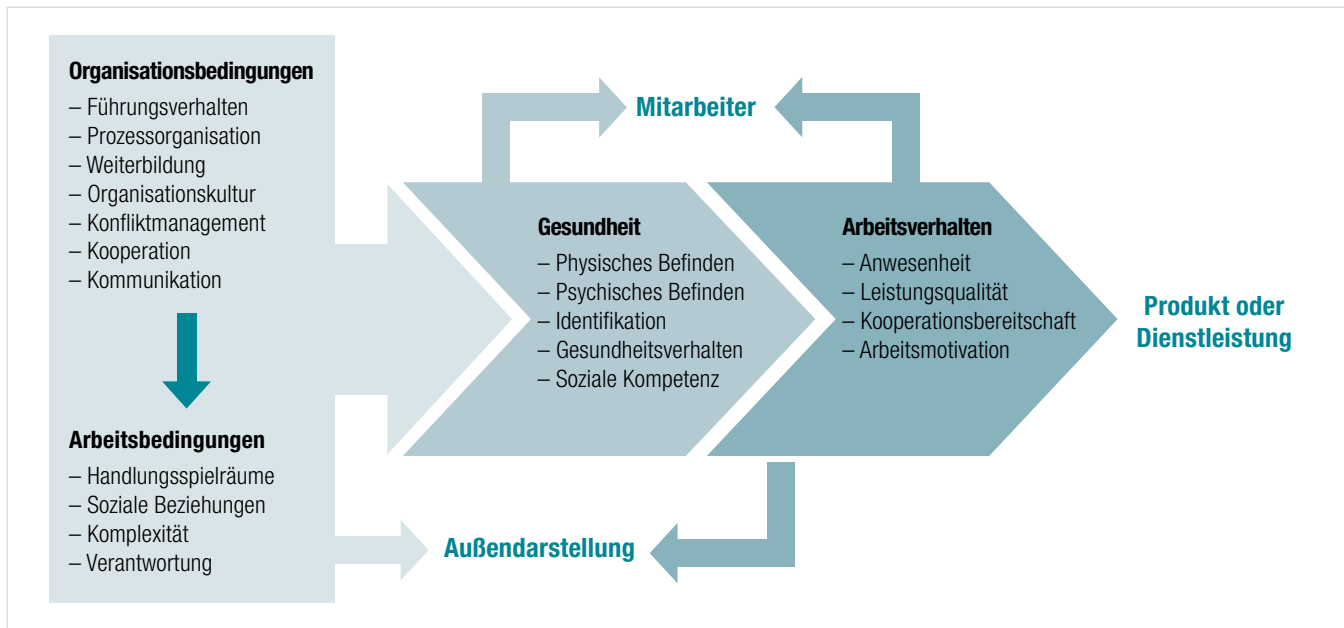 Organisationsbedingungen
– Führungsverhalten
– Prozessorganisation
– Weiterbildung
– Organisationskultur
– Konfliktmanagement
– Kooperation
– Kommunikation
Arbeitsbedingungen
– Handlungsspielräume
– Soziale Beziehungen
– Komplexität
– Verantwortung
Mitarbeiter
Gesundheit
– Physisches Befinden
– Psychisches Befinden
– Identifikation
– Gesundheitsverhalten
– Soziale Kompetenz
Arbeitsverhalten
– Anwesenheit
– Leistungsqualität
– Kooperationsbereitschaft
– Arbeitsmotivation
Produkt oder
Dienstleistung
Außendarstellung